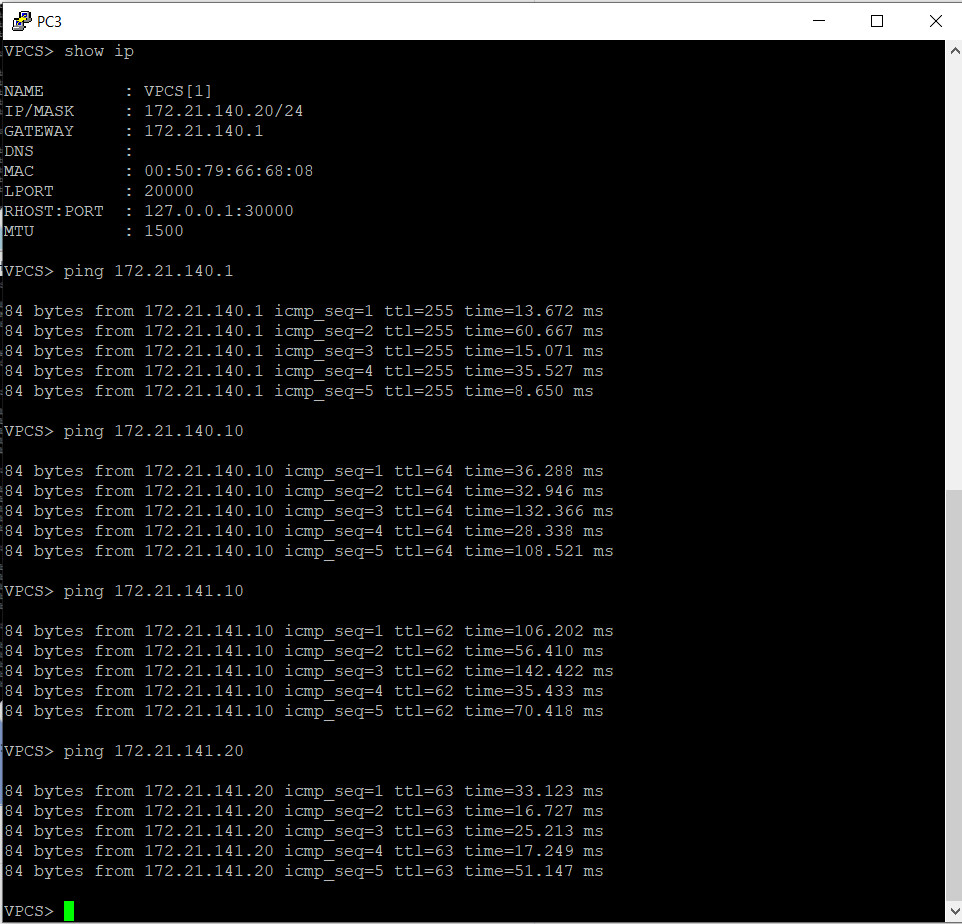 PC3
VPCS> show ip
NAME : VPCS[1]
IP/MASK : 172.21.140.20/24
GATEWAY : 172.21.140.1
DNS :
MAC : 00:50:79:66:68:08
LPORT : 20000
RHOST:PORT : 127.0.0.1:30000
MTU : 1500
VPCS> ping 172.21.140.1
84 bytes from 172.21.140.1 icmp_seq=1 ttl=255 time=13.672 ms
84 bytes from 172.21.140.1 icmp_seq=2 ttl=255 time=60.667 ms
84 bytes from 172.21.140.1 icmp_seq=3 ttl=255 time=15.071 ms
84 bytes from 172.21.140.1 icmp_seq=4 ttl=255 time=35.527 ms
84 bytes from 172.21.140.1 icmp_seq=5 ttl=255 time=8.650 ms
VPCS> ping 172.21.140.10
84 bytes from 172.21.140.10 icmp_seq=1 ttl=64 time=36.288 ms
84 bytes from 172.21.140.10 icmp_seq=2 ttl=64 time=32.946 ms
84 bytes from 172.21.140.10 icmp_seq=3 ttl=64 time=132.366 ms
84 bytes from 172.21.140.10 icmp_seq=4 ttl=64 time=28.338 ms
84 bytes from 172.21.140.10 icmp_seq=5 ttl=64 time=108.521 ms
VPCS> ping 172.21.141.10
84 bytes from 172.21.141.10 icmp_seq=1 ttl=62 time=106.202 ms
84 bytes from 172.21.141.10 icmp_seq=2 ttl=62 time=56.410 ms
84 bytes from 172.21.141.10 icmp_seq=3 ttl=62 time=142.422 ms
84 bytes from 172.21.141.10 icmp_seq=4 ttl=62 time=35.433 ms
84 bytes from 172.21.141.10 icmp_seq=5 ttl=62 time=70.418 ms
VPCS> ping 172.21.141.20
84 bytes from 172.21.141.20 icmp_seq=1 ttl=63 time=33.123 ms
84 bytes from 172.21.141.20 icmp_seq=2 ttl=63 time=16.727 ms
84 bytes from 172.21.141.20 icmp_seq=3 ttl=63 time=25.213 ms
84 bytes from 172.21.141.20 icmp_seq=4 ttl=63 time=17.249 ms
84 bytes from 172.21.141.20 icmp_seq=5 ttl=63 time=51.147 ms
VPCS>